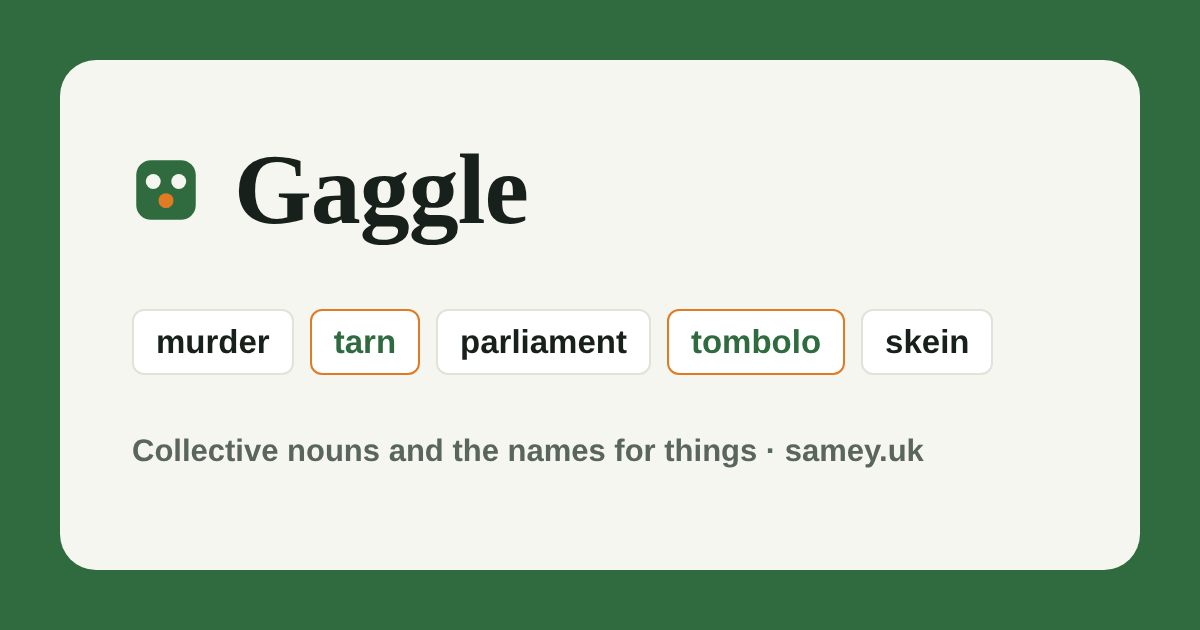 Gaggle
murder tarn parliament tombolo skein
Collective nouns and the names for things · samey.uk